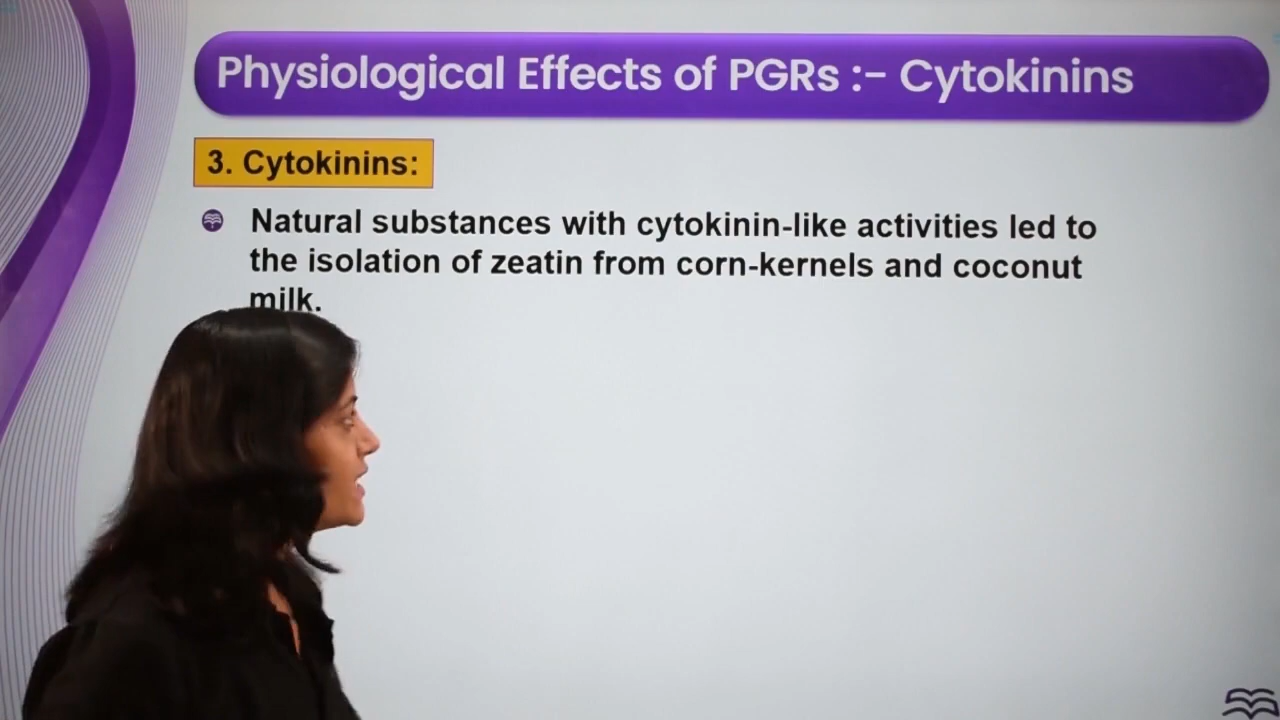 Physiological Effects of PGRs :- Cytokinins
3. Cytokinins:
Natural substances with cytokinin-like activities led to
the isolation of zeatin from corn-kernels and coconut
milk.